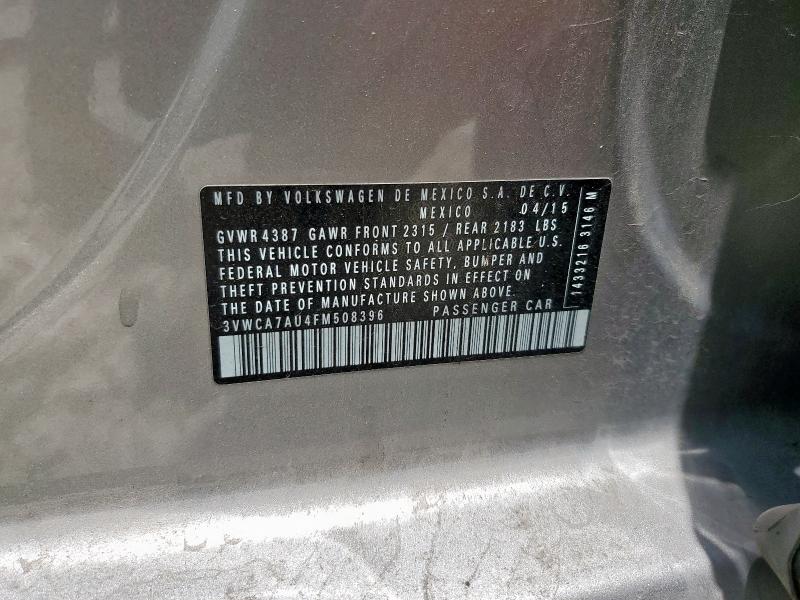 MFD BY VOLKSWAGEN DE MEXICO S.A. DE C.V.
MEXICO 04/15
GVWR 4387 GAWR FRONT 2315 / REAR 2183 LBS
THIS VEHICLE CONFORMS TO ALL APPLICABLE U.S.
FEDERAL MOTOR VEHICLE SAFETY, BUMPER AND
THEFT PREVENTION STANDARDS IN EFFECT ON
THE DATE OF MANUFACTURE SHOWN ABOVE.
3VWCA7AU4FM508396 PASSENGER CAR
1433216 3146 M